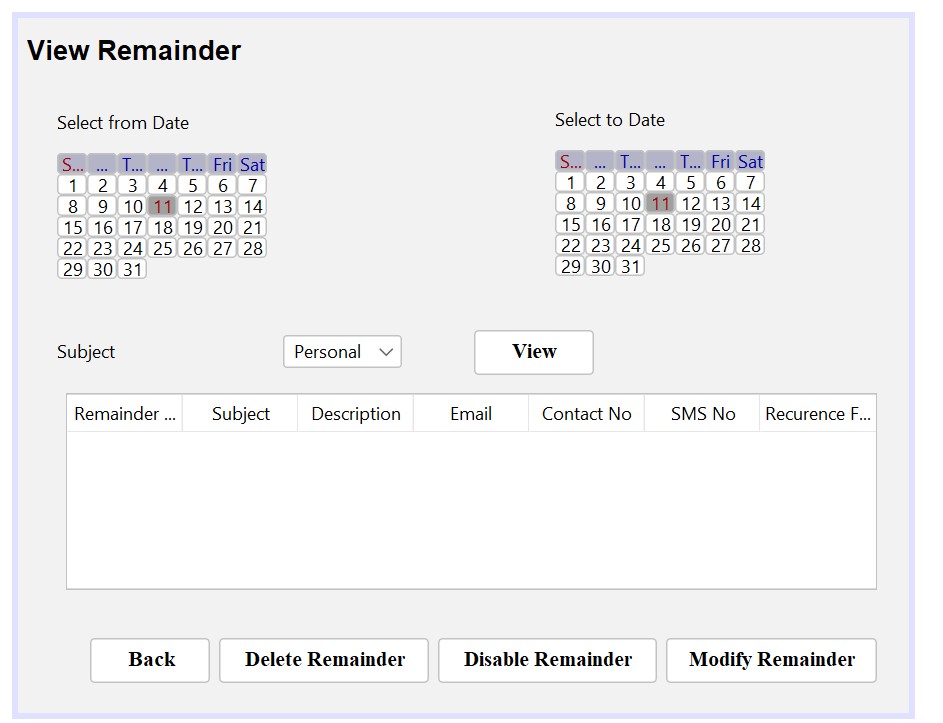 View Remainder
Select from Date
Select to Date
S... ... T... ... T... Fri Sat
1 2 3 4 5 6 7
8 9 10 11 12 13 14
15 16 17 18 19 20 21
22 23 24 25 26 27 28
29 30 31
S... ... T... ... T... Fri Sat
1 2 3 4 5 6 7
8 9 10 11 12 13 14
15 16 17 18 19 20 21
22 23 24 25 26 27 28
29 30 31
Subject Personal View
Remainder ... Subject Description Email Contact No SMS No Recurence F...
Back Delete Remainder Disable Remainder Modify Remainder